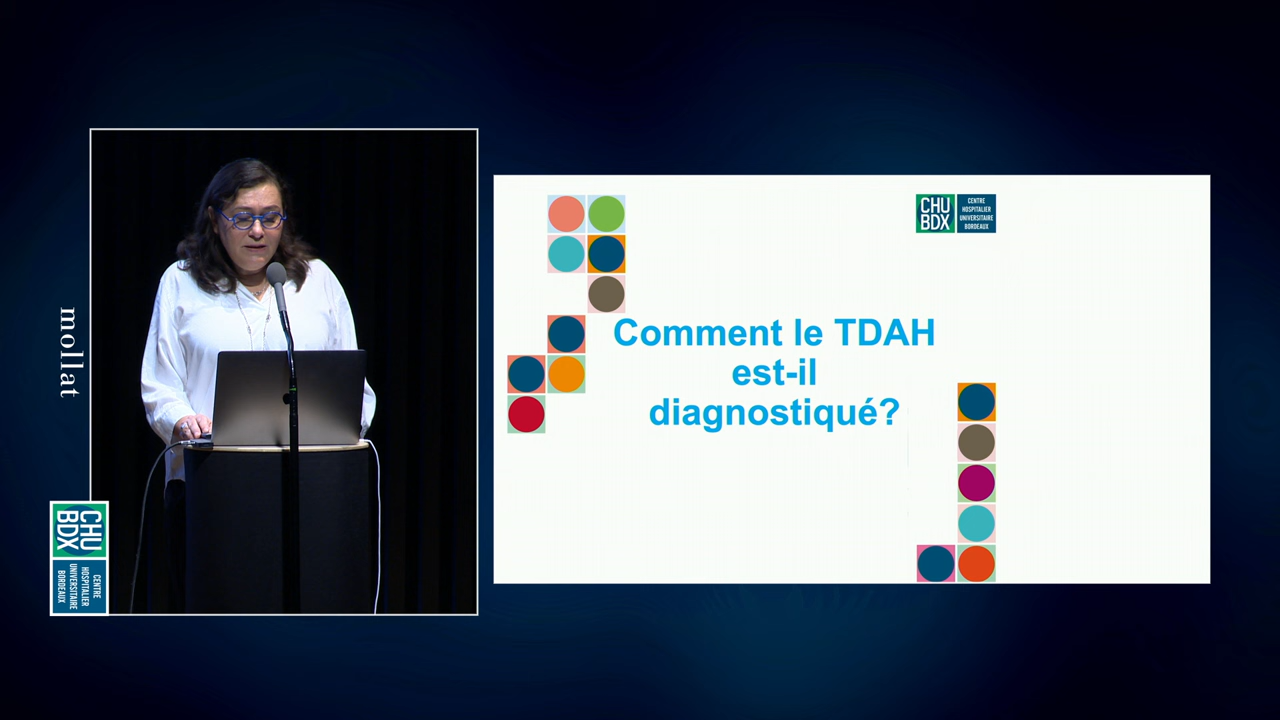 mollat
CHU
BDX
CENTRE
HOSPITALIER
UNIVERSITAIRE
BORDEAUX
CHU
BDX
CENTRE
HOSPITALIER
UNIVERSITAIRE
BORDEAUX
Comment le TDAH
est-il
diagnostiqué?